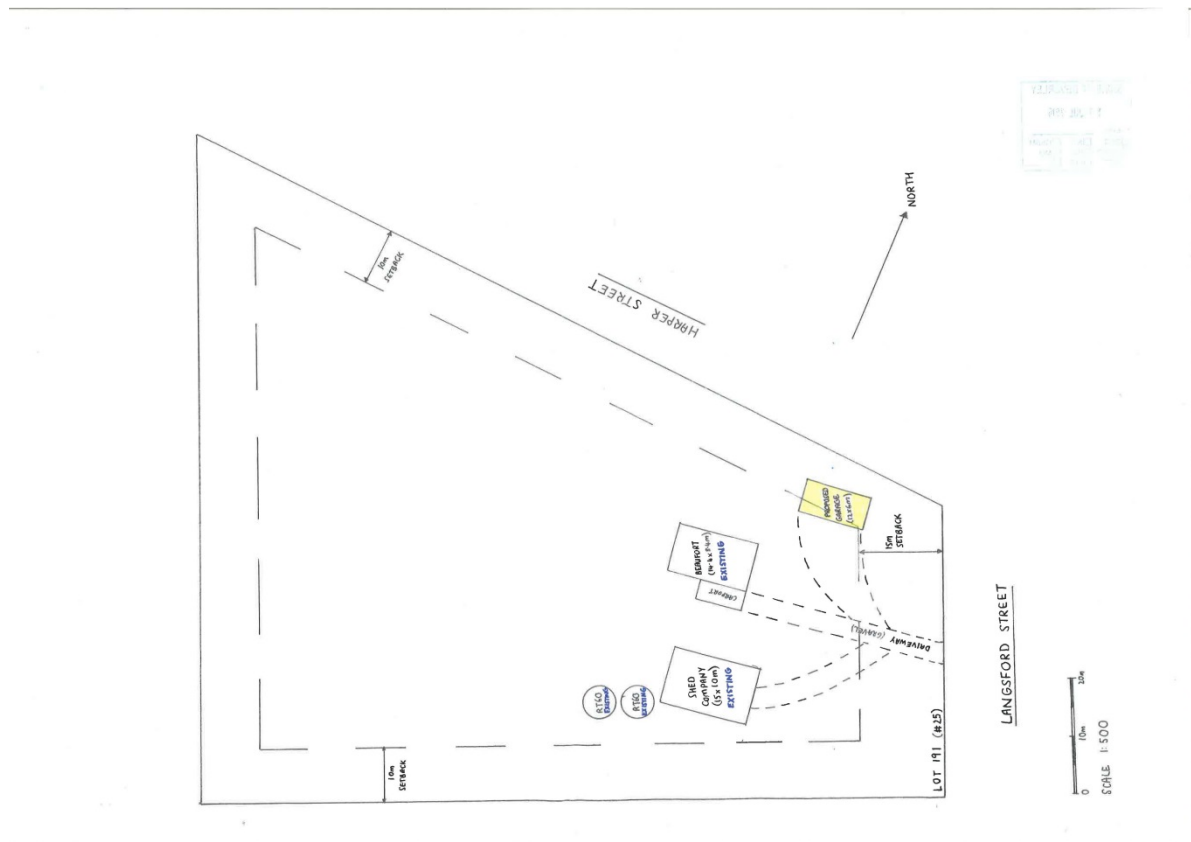 NORTH
10m
SETBACK
HARPER STREET
PROPOSED
GARAGE
(12x6m)
15m
SETBACK
BEAUFORT
EXISTING
CARPORT
(GRAVEL)
DRIVEWAY
SHED
COMPANY
(15x10m)
EXISTING
RT60
EXISTING
RT60
EXISTING
10m
SETBACK
LOT 191 (#25)
LANGSFORD STREET
0 10m 20m
SCALE 1:500